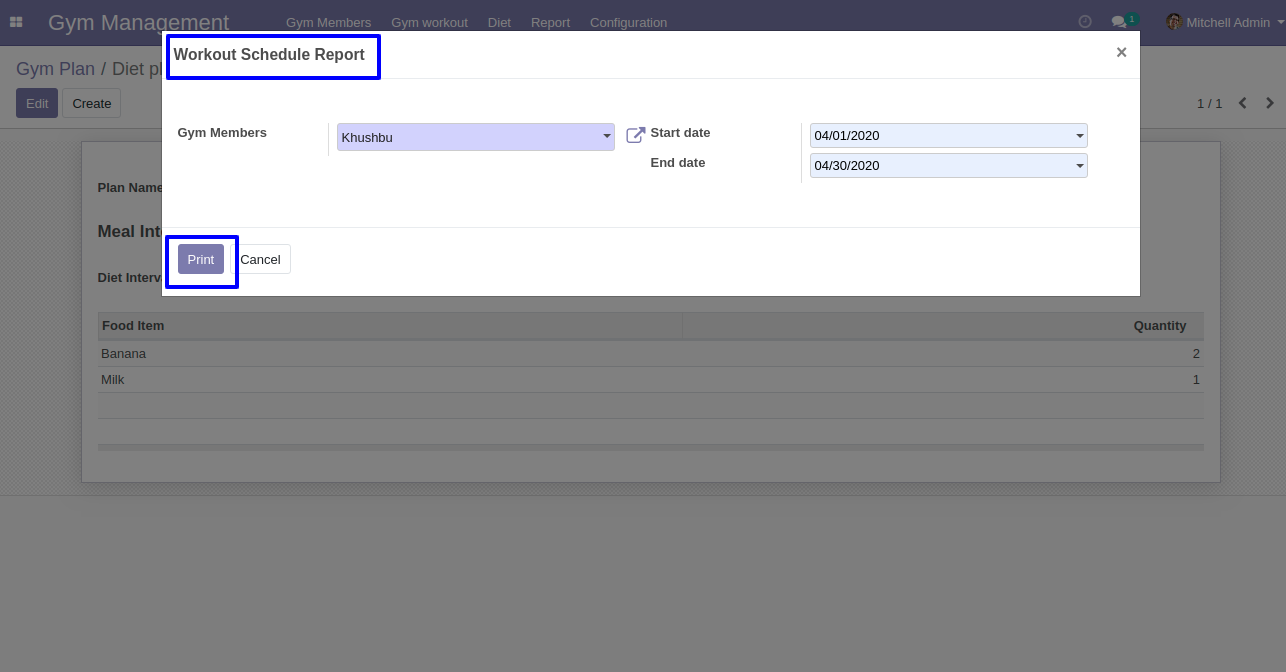 Gym Management Gym Members Gym workout Diet Report Configuration 1 Mitchell Admin
Workout Schedule Report ×
Gym Plan / Diet pl
Edit Create 1 / 1
Gym Members Khushbu Start date 04/01/2020
End date 04/30/2020
Plan Name
Meal Int
Print Cancel
Diet Interv
Food Item Quantity
Banana 2
Milk 1